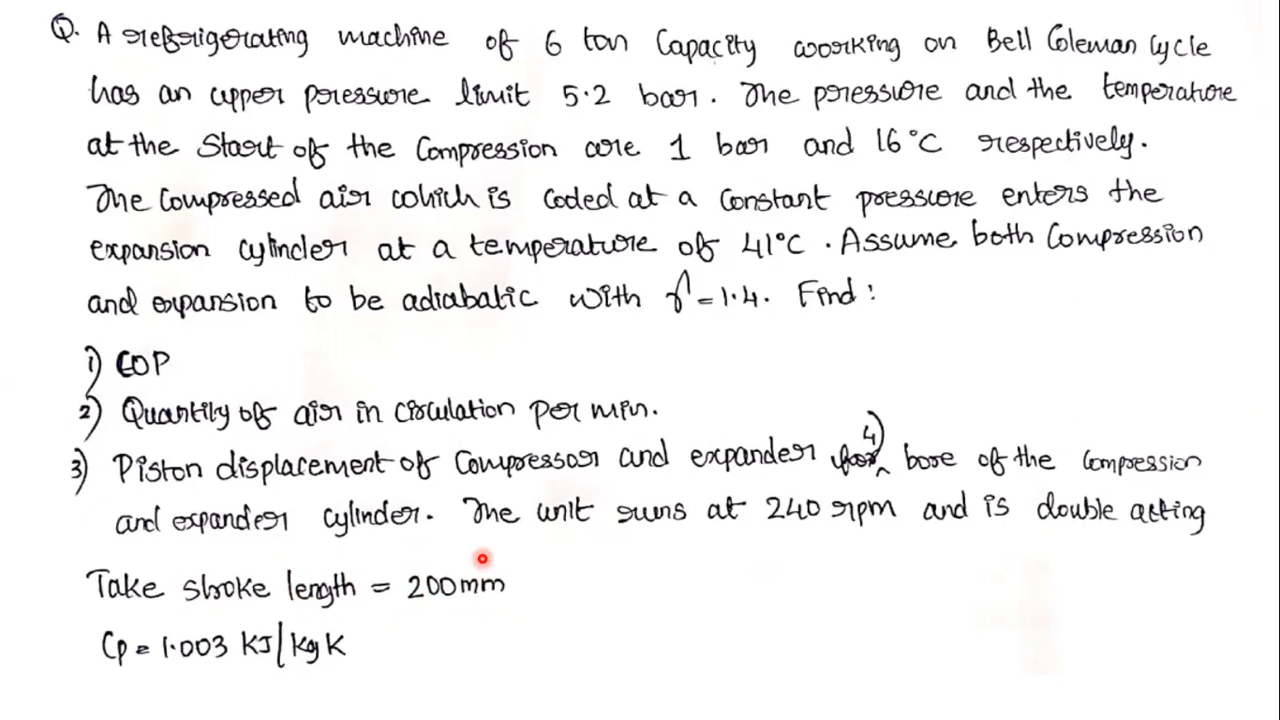 Q. A refrigerating machine of 6 ton Capacity working on Bell Coleman Cycle
has an upper pressure limit 5.2 bar. The pressure and the temperature
at the Start of the Compression are 1 bar and 16°C respectively.
The Compressed air which is Cooled at a Constant pressure enters the
expansion cylinder at a temperature of 41°C. Assume both Compression
and expansion to be adiabatic with γ=1.4. Find:
1) COP
2) Quantity of air in circulation per min.
3) Piston displacement of Compressor and expander 4) bore of the Compression
and expander cylinder. The unit runs at 240 rpm and is double acting
Take stroke length = 200mm
Cp = 1.003 KJ/Kg K